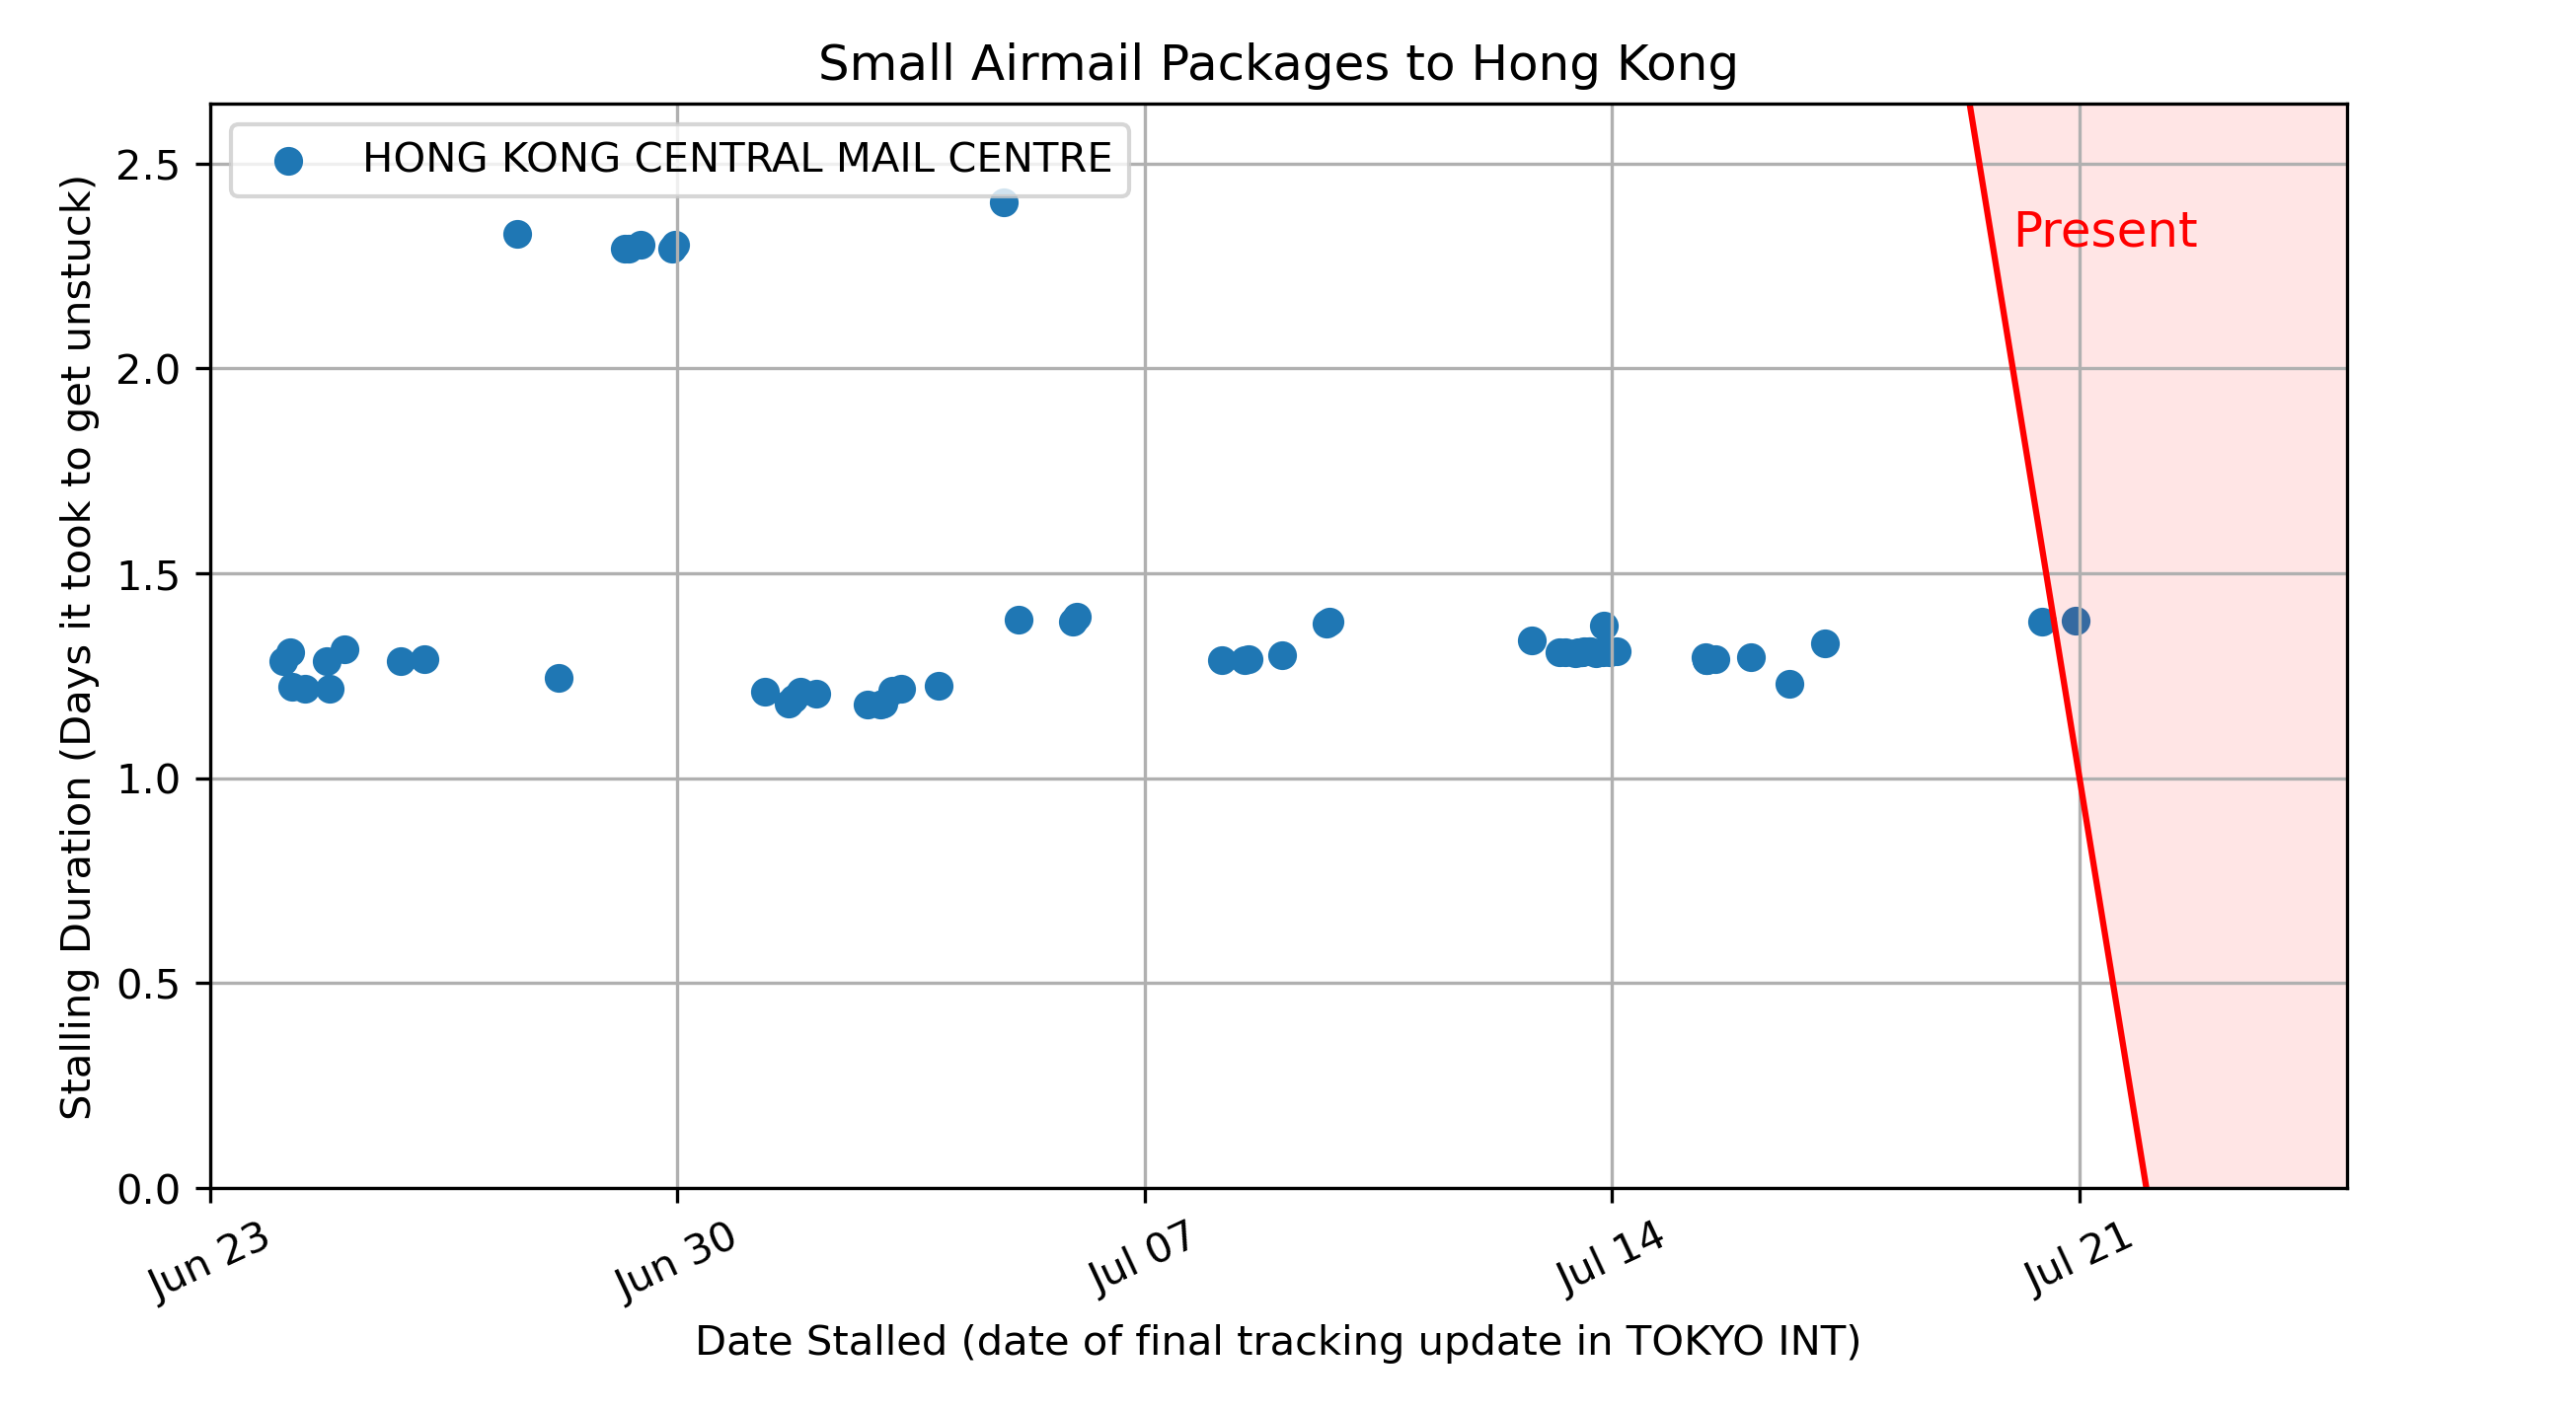 Small Airmail Packages to Hong Kong
HONG KONG CENTRAL MAIL CENTRE
Present
Stalling Duration (Days it took to get unstuck)
2.5
2.0
1.5
1.0
0.5
0.0
Jun 23
Jun 30
Jul 07
Jul 14
Jul 21
Date Stalled (date of final tracking update in TOKYO INT)